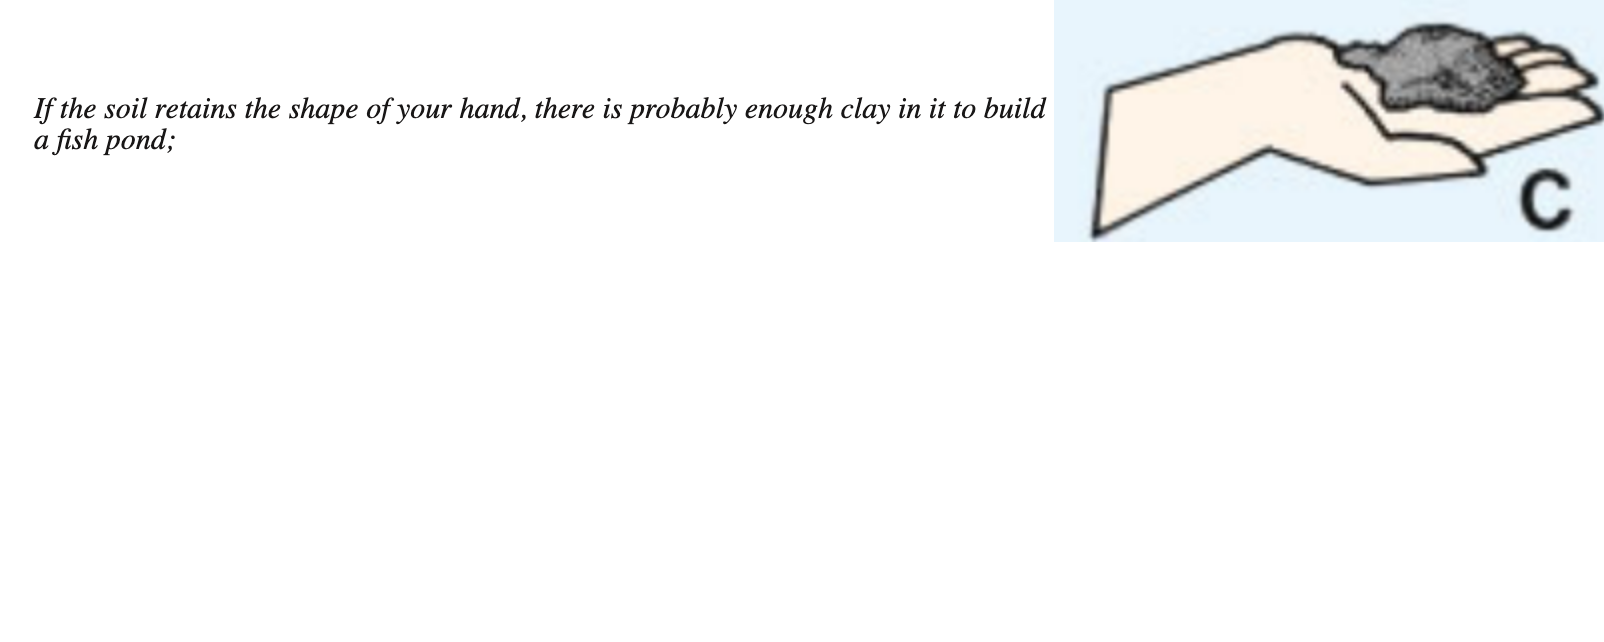 If the soil retains the shape of your hand, there is probably enough clay in it to build
a fish pond;
C